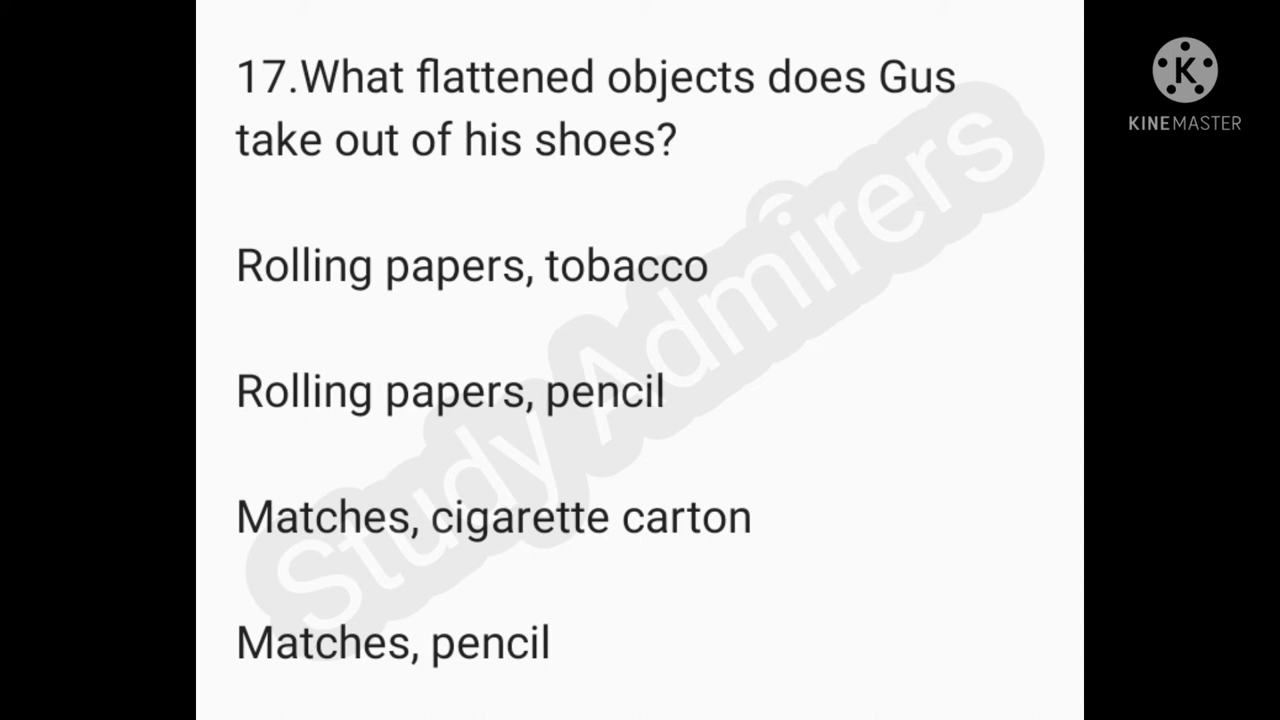 17.What flattened objects does Gus
take out of his shoes?
Rolling papers, tobacco
Rolling papers, pencil
Matches, cigarette carton
Matches, pencil
Study Admirers
K
KINEMASTER